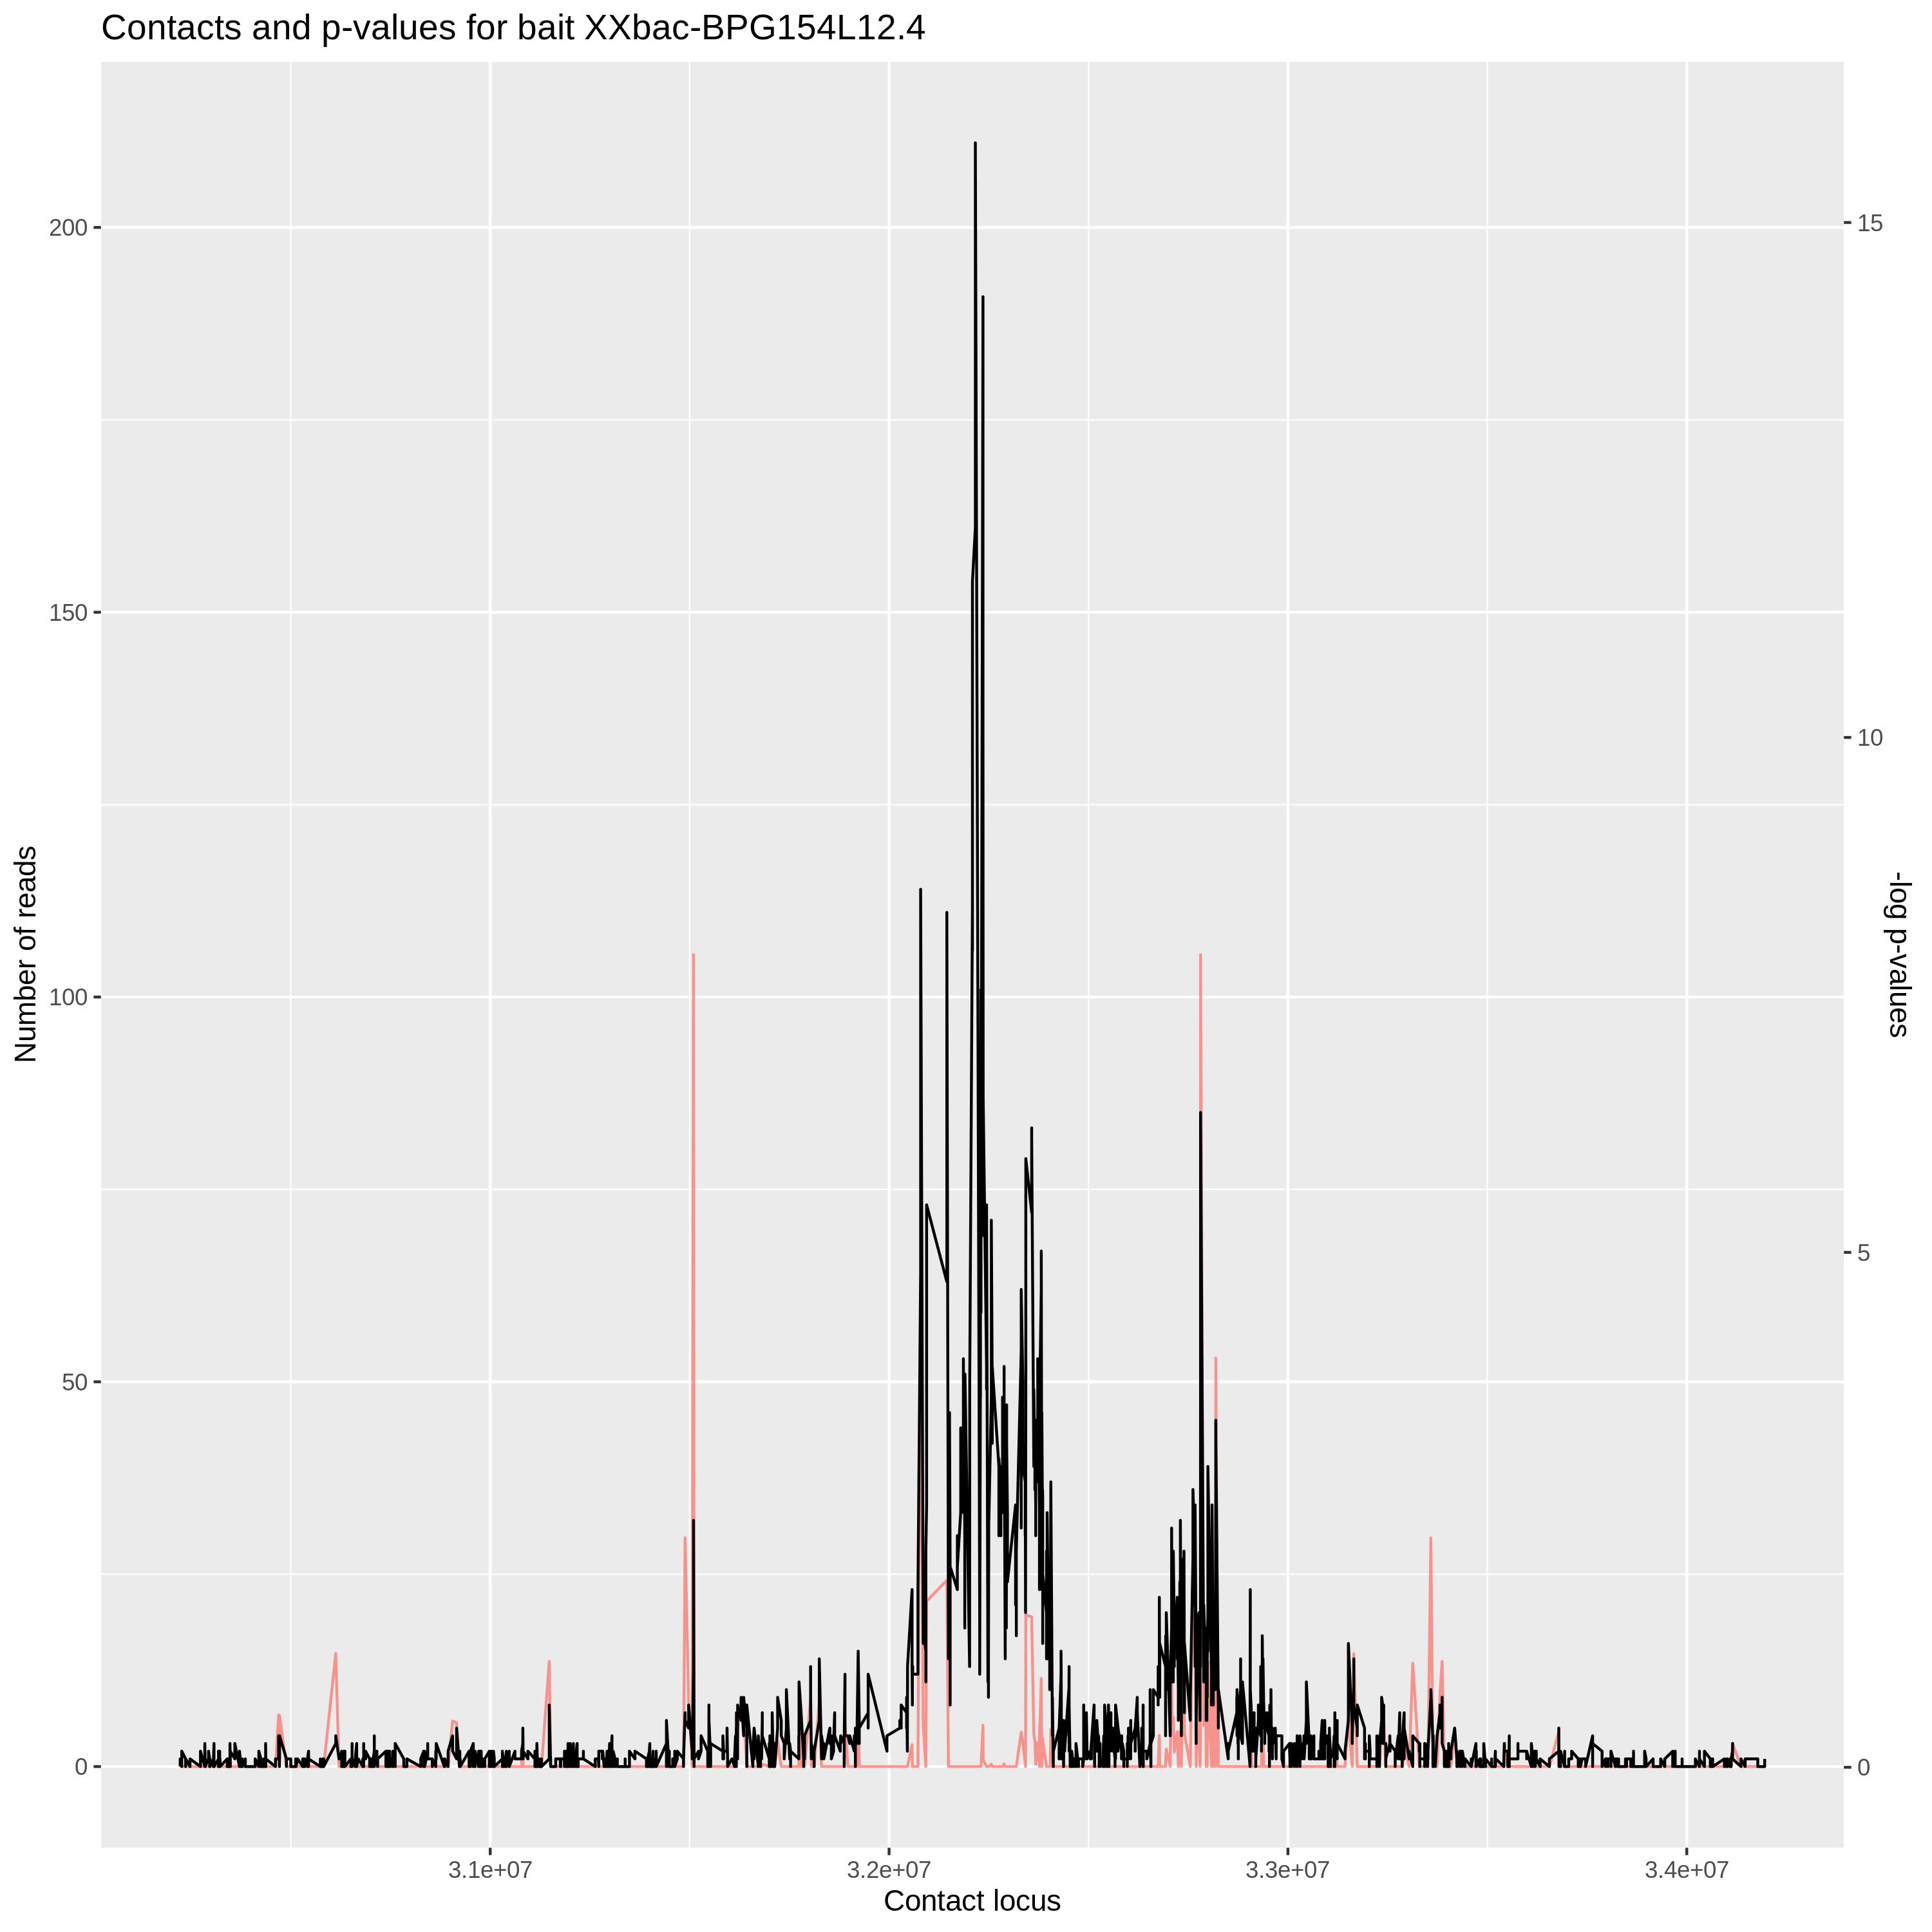 Contacts and p-values for bait XXbac-BPG154L12.4
200
150
100
50
0
Number of reads
15
10
5
0
-log p-values
3.1e+07
3.2e+07
3.3e+07
3.4e+07
Contact locus